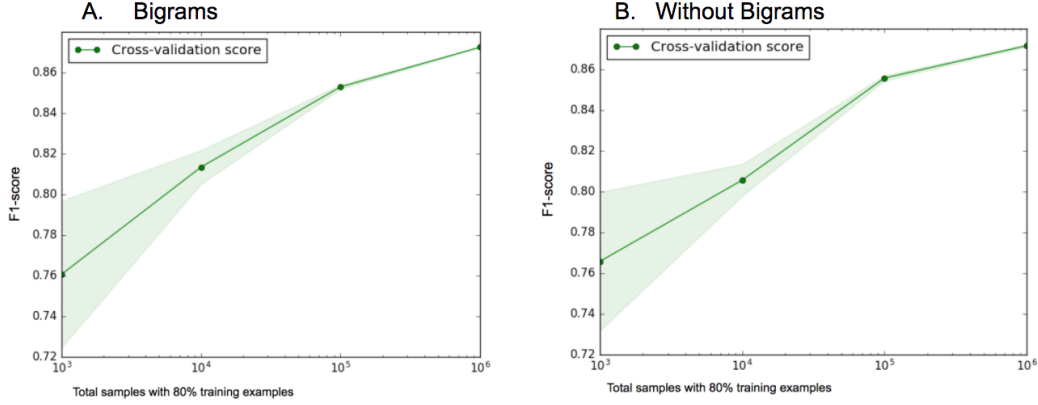 A. Bigrams
Cross-validation score
0.86
0.84
0.82
0.80
0.78
0.76
0.74
0.72
F1-score
10³ 10⁴ 10⁵ 10⁶
Total samples with 80% training examples
B. Without Bigrams
Cross-validation score
0.86
0.84
0.82
0.80
0.78
0.76
0.74
0.72
F1-score
10³ 10⁴ 10⁵ 10⁶
Total samples with 80% training examples